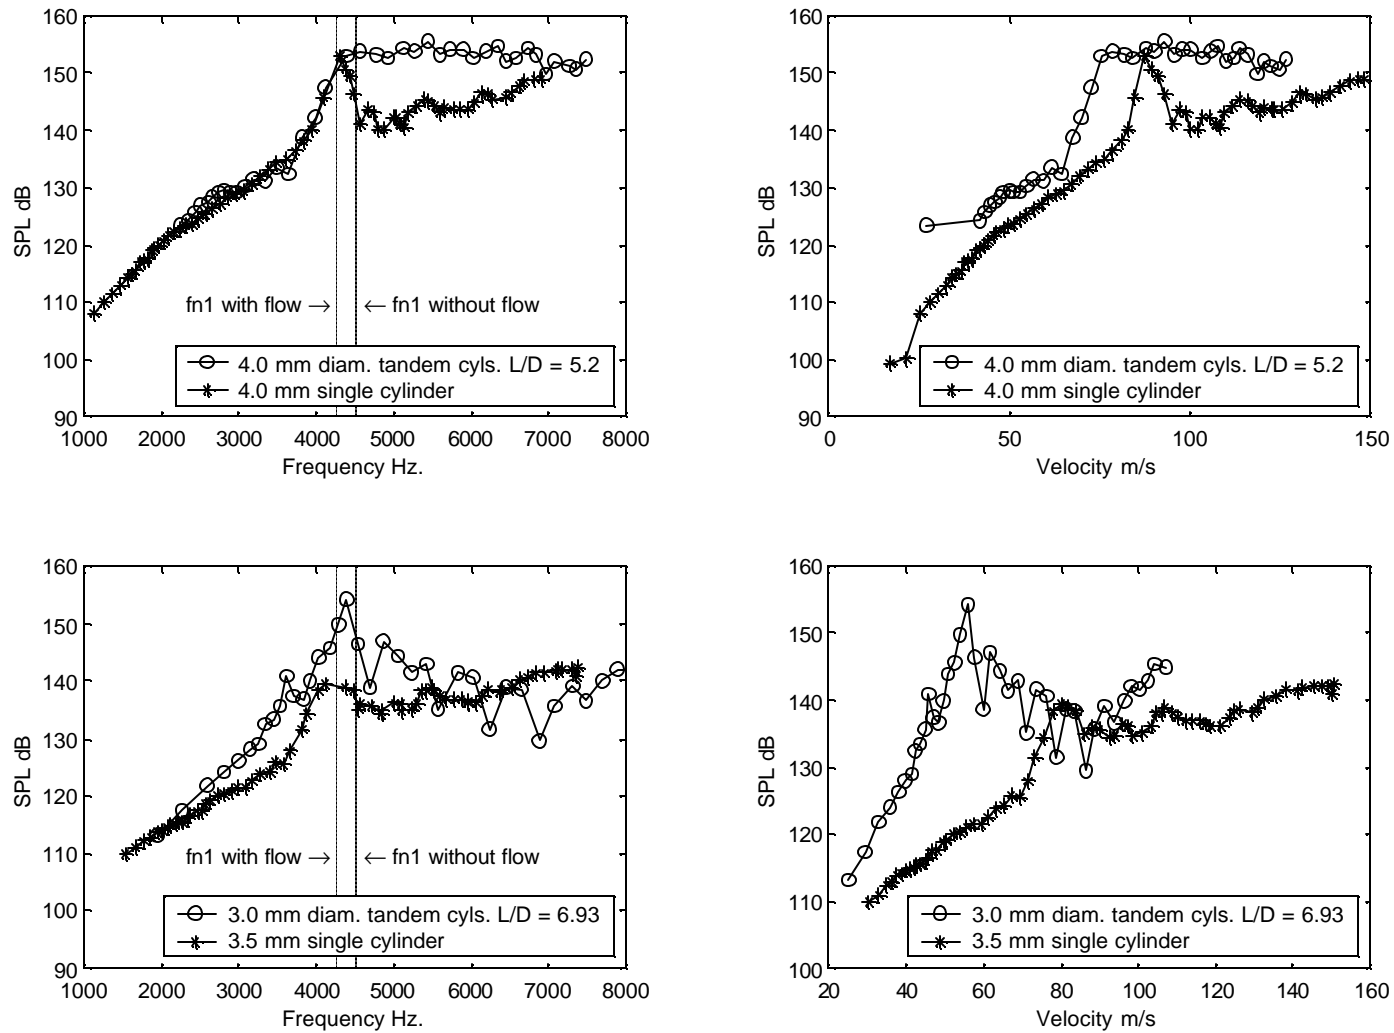 160
150
140
130
120
110
100
90
SPL dB
fn1 with flow →
← fn1 without flow
4.0 mm diam. tandem cyls. L/D = 5.2
4.0 mm single cylinder
1000 2000 3000 4000 5000 6000 7000 8000
Frequency Hz.
160
150
140
130
120
110
100
90
SPL dB
4.0 mm diam. tandem cyls. L/D = 5.2
4.0 mm single cylinder
0 50 100 150
Velocity m/s
160
150
140
130
120
110
100
90
SPL dB
fn1 with flow →
← fn1 without flow
3.0 mm diam. tandem cyls. L/D = 6.93
3.5 mm single cylinder
1000 2000 3000 4000 5000 6000 7000 8000
Frequency Hz.
160
150
140
130
120
110
100
SPL dB
3.0 mm diam. tandem cyls. L/D = 6.93
3.5 mm single cylinder
20 40 60 80 100 120 140 160
Velocity m/s